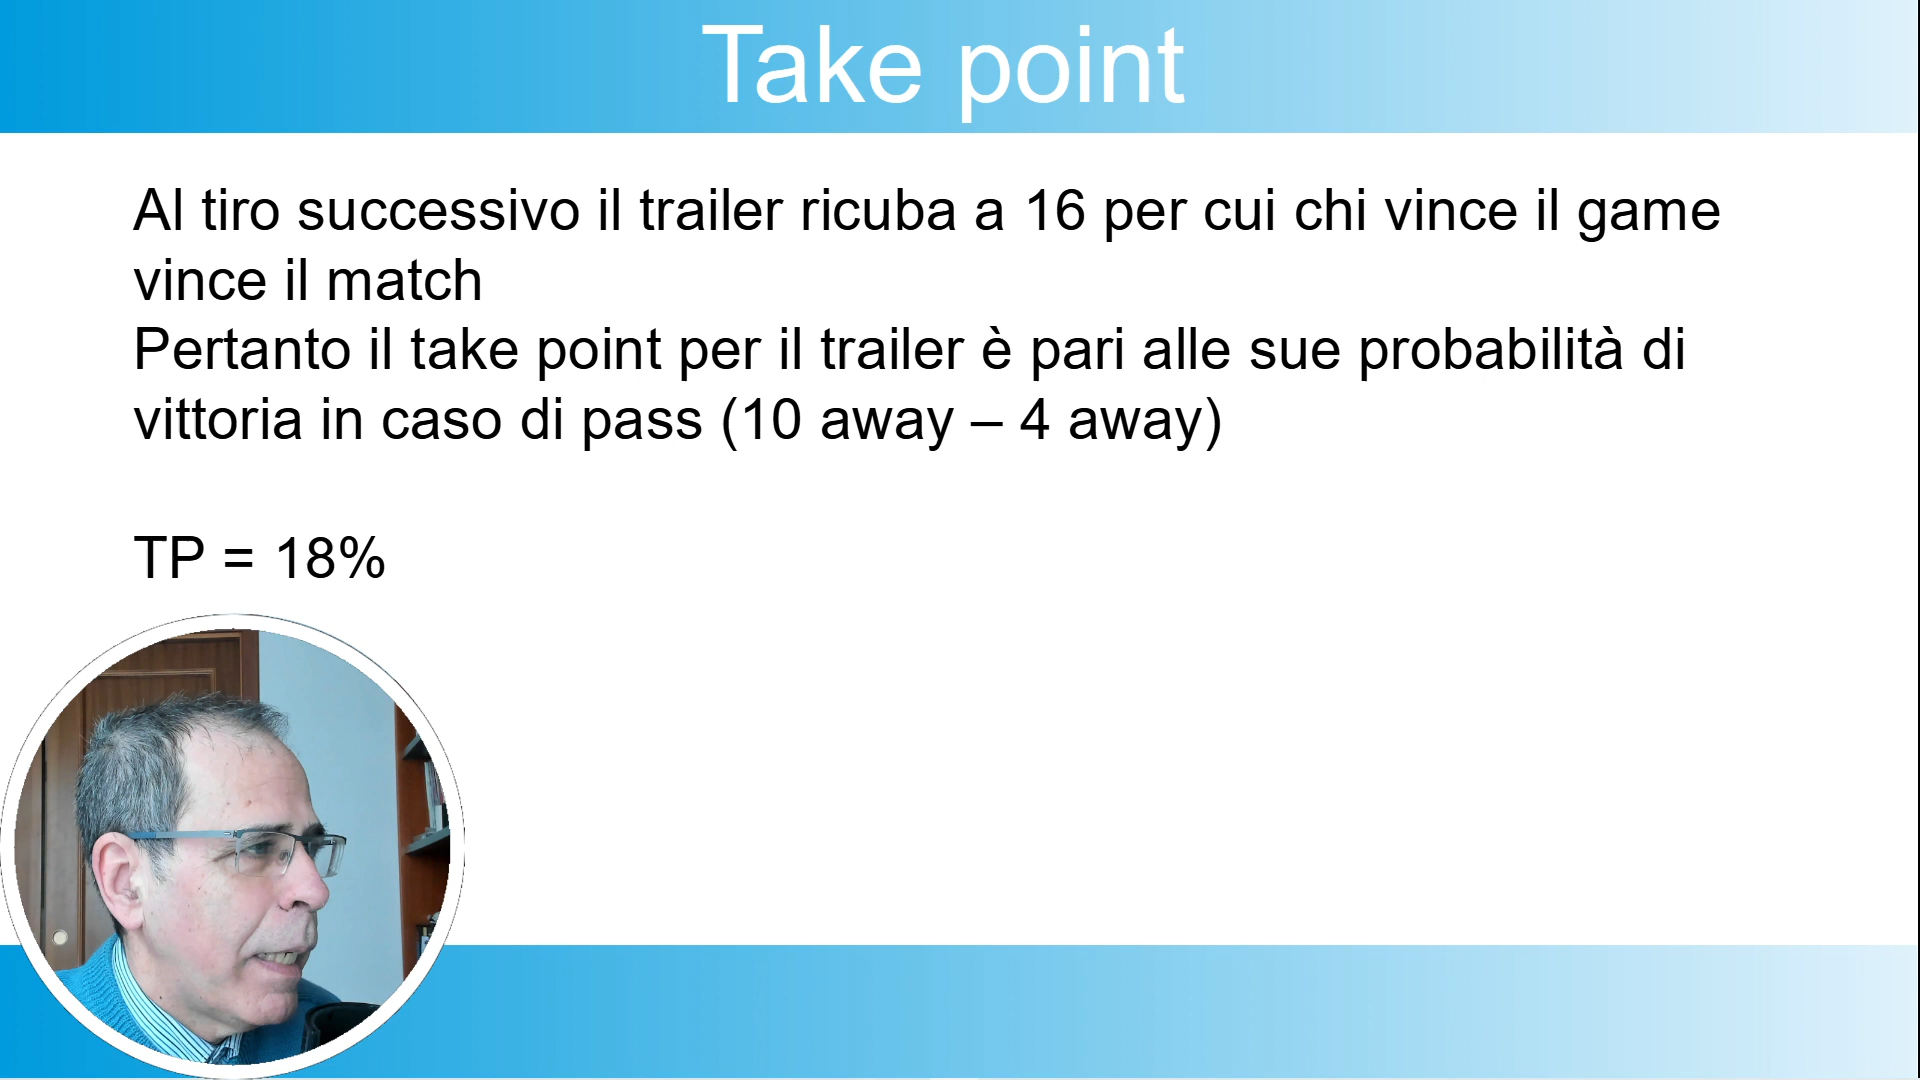 Take point
Al tiro successivo il trailer ricuba a 16 per cui chi vince il game
vince il match
Pertanto il take point per il trailer è pari alle sue probabilità di
vittoria in caso di pass (10 away – 4 away)
TP = 18%